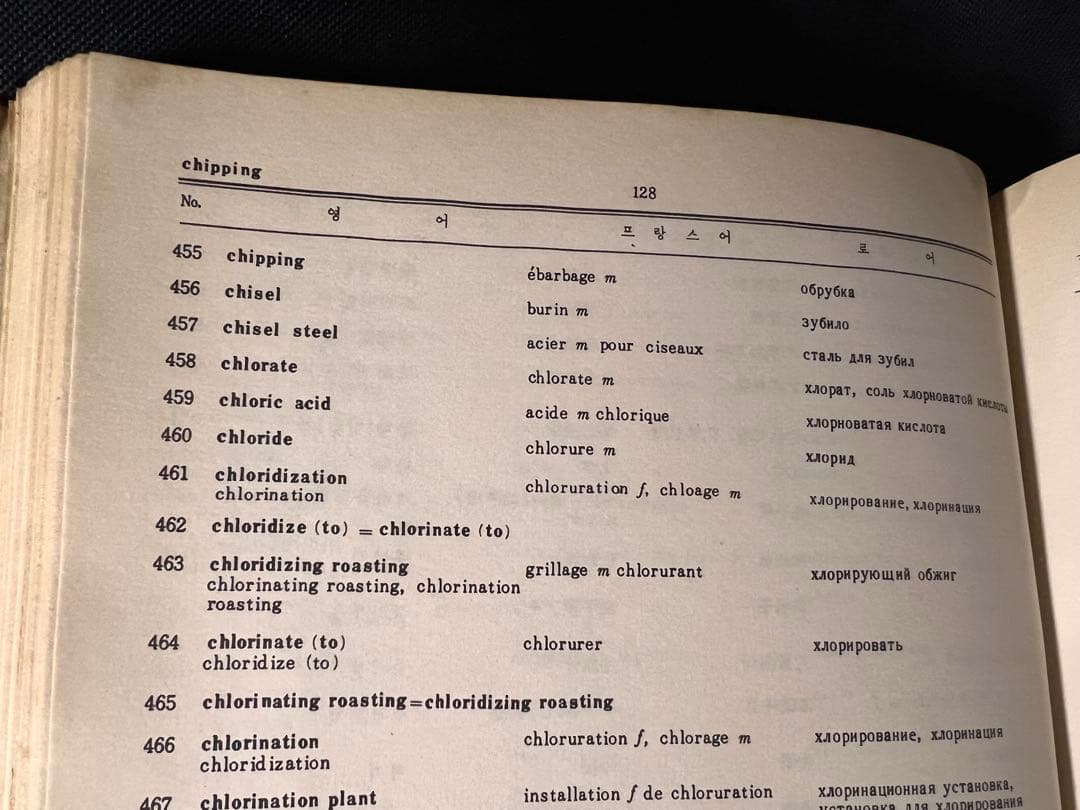 chipping
128
No. 영 어 프 랑 스 어 로 어
455 chipping ébarbage m обрубка
456 chisel burin m зубило
457 chisel steel acier m pour ciseaux сталь для зубил
458 chlorate chlorate m хлорат, соль хлорноватой кислоты
459 chloric acid acide m chlorique хлорноватая кислота
460 chloride chlorure m хлорид
461 chloridization chloruration f, chloage m хлорирование, хлоринация
chlorination
462 chloridize (to) = chlorinate (to)
463 chloridizing roasting grillage m chlorurant хлорирующий обжиг
chlorinating roasting, chlorination
roasting
464 chlorinate (to) chlorurer хлорировать
chloridize (to)
465 chlorinating roasting=chloridizing roasting
466 chlorination chloruration f, chlorage m хлорирование, хлоринация
chloridization
467 chlorination plant installation f de chloruration хлоринационная установка,
установка для хлорирования